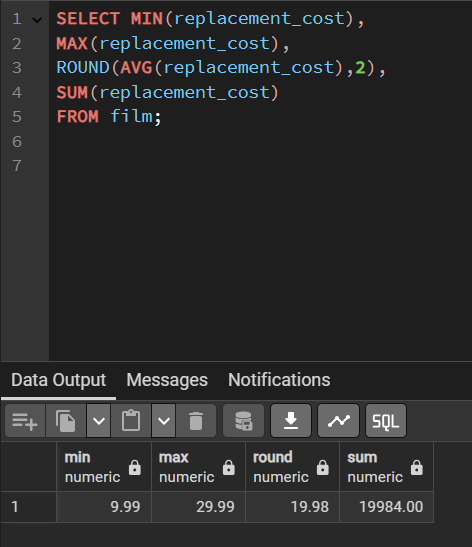 1 SELECT MIN(replacement_cost),
2 MAX(replacement_cost),
3 ROUND(AVG(replacement_cost),2),
4 SUM(replacement_cost)
5 FROM film;
6
7
Data Output Messages Notifications
SQL
min max round sum
numeric numeric numeric numeric
1 9.99 29.99 19.98 19984.00